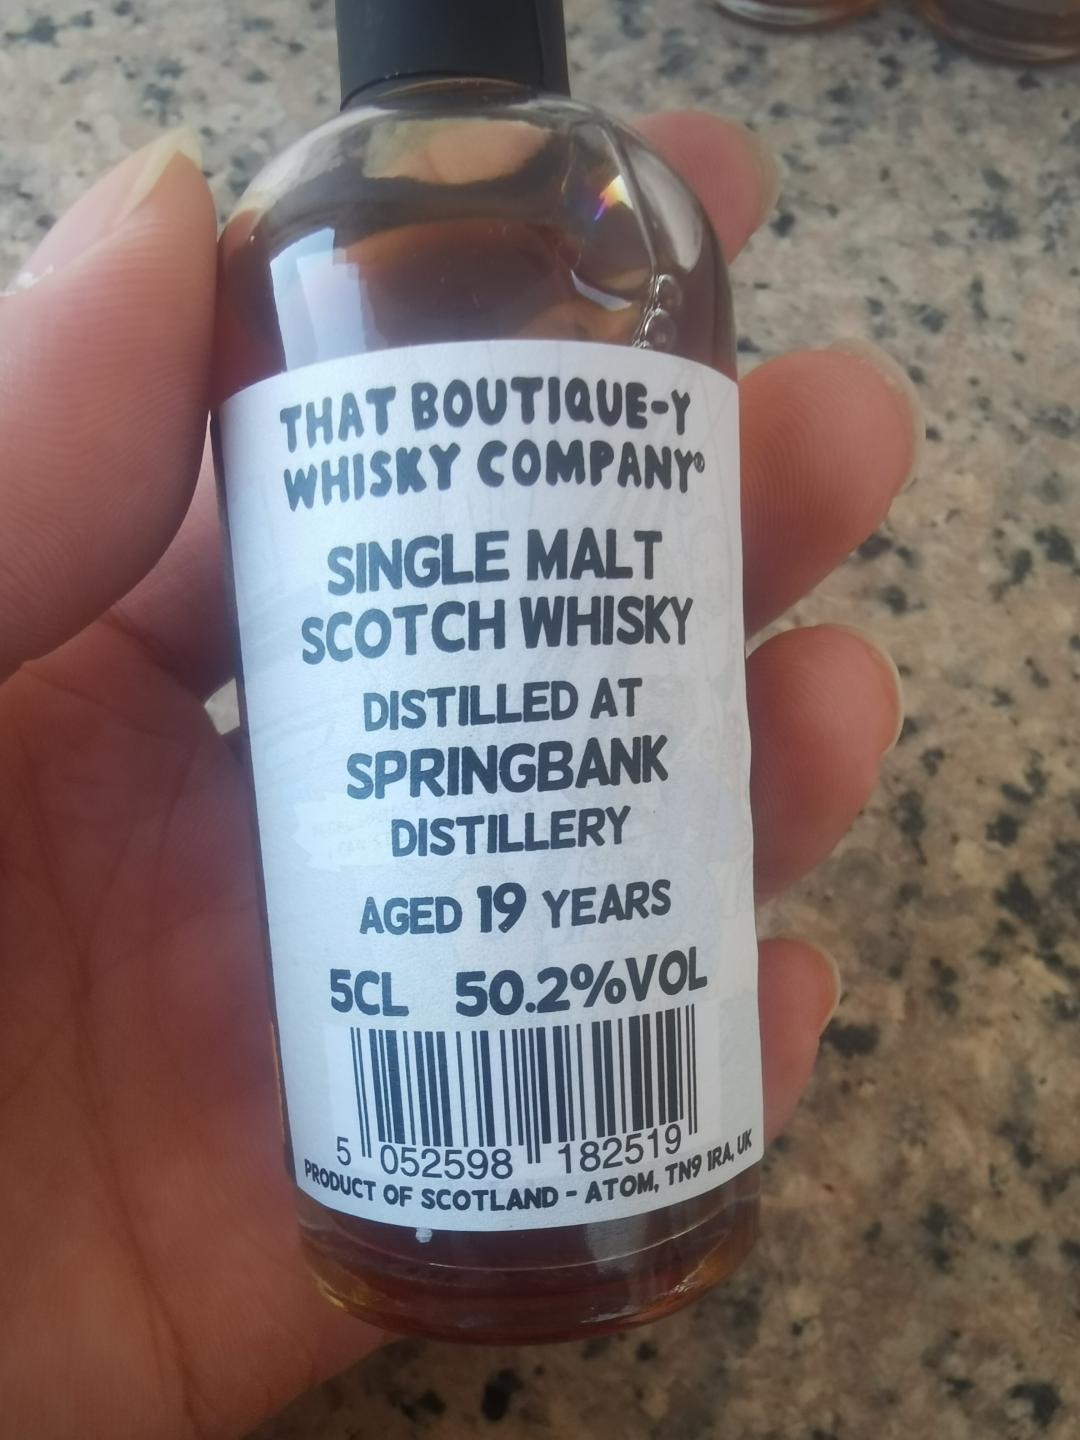 THAT BOUTIQUE-Y
WHISKY COMPANY®
SINGLE MALT
SCOTCH WHISKY
DISTILLED AT
SPRINGBANK
DISTILLERY
AGED 19 YEARS
5CL 50.2%VOL
5 052598 182519
PRODUCT OF SCOTLAND - ATOM, TN9 1RA, UK